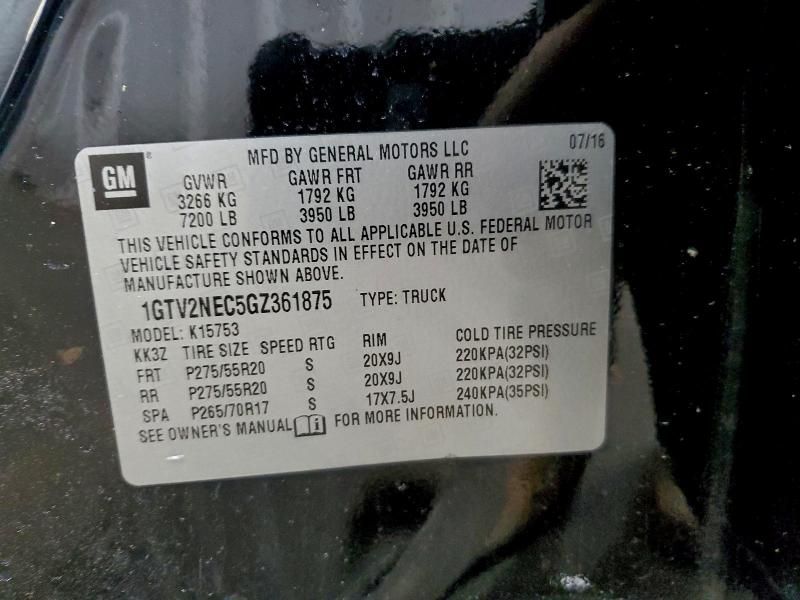 GM ®
MFD BY GENERAL MOTORS LLC 07/16
GVWR GAWR FRT GAWR RR
3266 KG 1792 KG 1792 KG
7200 LB 3950 LB 3950 LB
THIS VEHICLE CONFORMS TO ALL APPLICABLE U.S. FEDERAL MOTOR
VEHICLE SAFETY STANDARDS IN EFFECT ON THE DATE OF
MANUFACTURE SHOWN ABOVE.
1GTV2NEC5GZ361875 TYPE: TRUCK
MODEL: K15753
KK3Z TIRE SIZE SPEED RTG RIM COLD TIRE PRESSURE
FRT P275/55R20 S 20X9J 220KPA(32PSI)
RR P275/55R20 S 20X9J 220KPA(32PSI)
SPA P265/70R17 S 17X7.5J 240KPA(35PSI)
SEE OWNER'S MANUAL i FOR MORE INFORMATION.